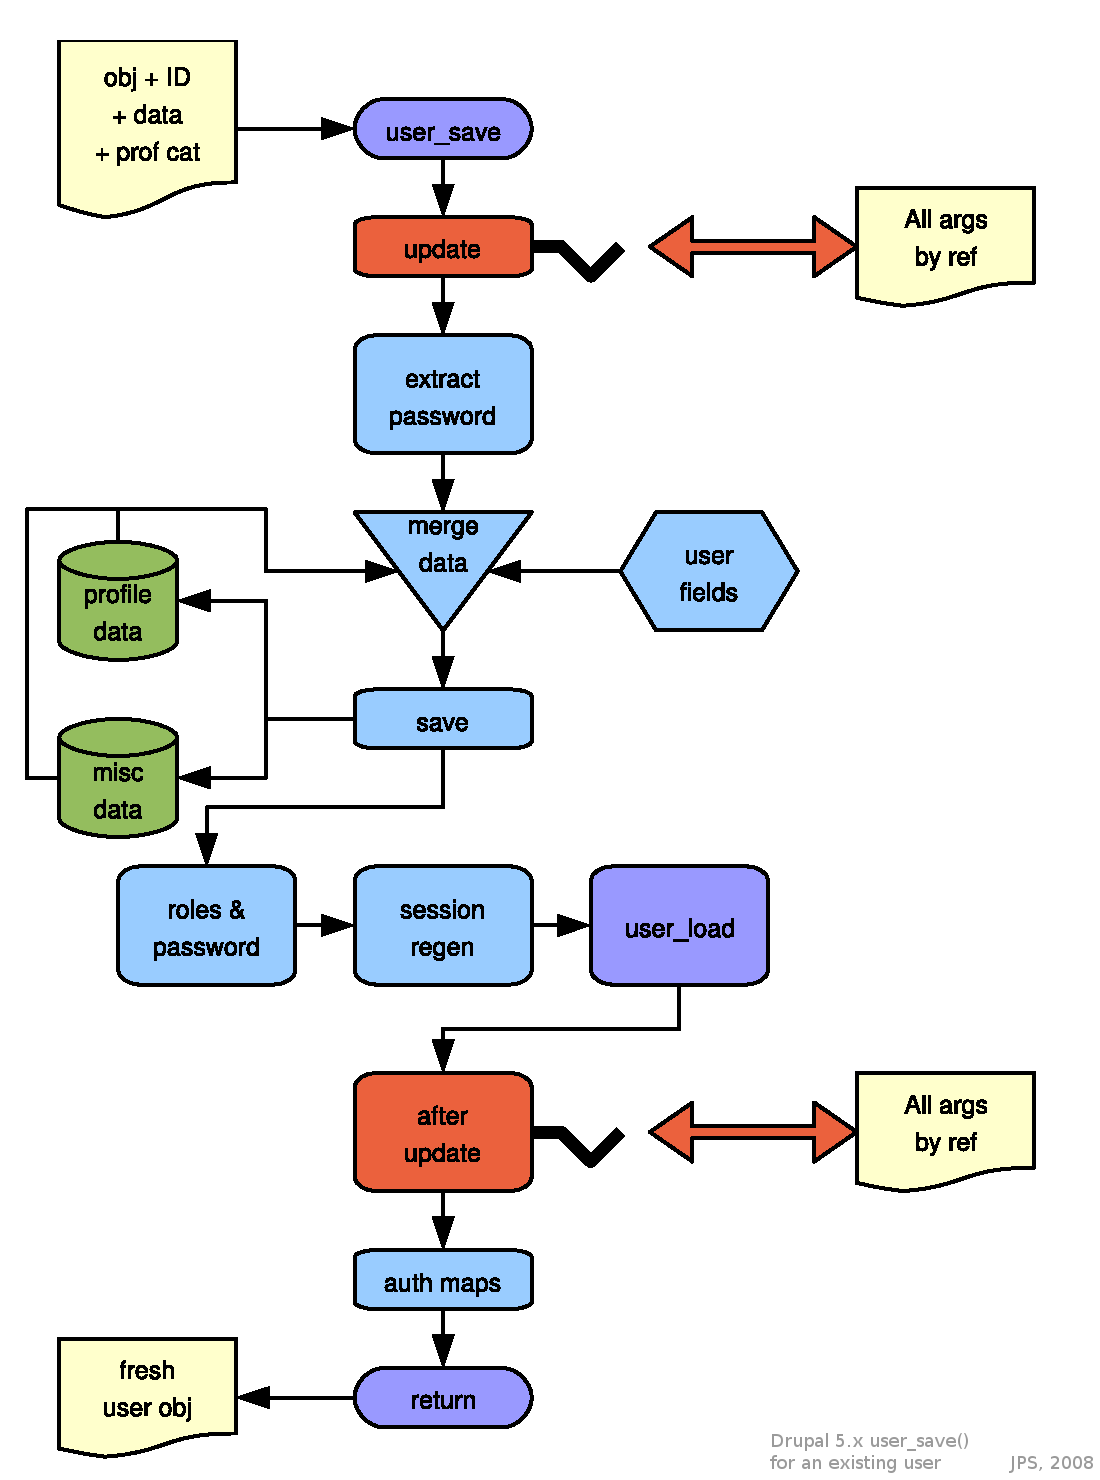 obj + ID
+ data
+ prof cat
user_save
update
All args
by ref
extract
password
merge
data
user
fields
profile
data
save
misc
data
roles &
password
session
regen
user_load
after
update
All args
by ref
auth maps
fresh
user obj
return
Drupal 5.x user_save()
for an existing user
JPS, 2008